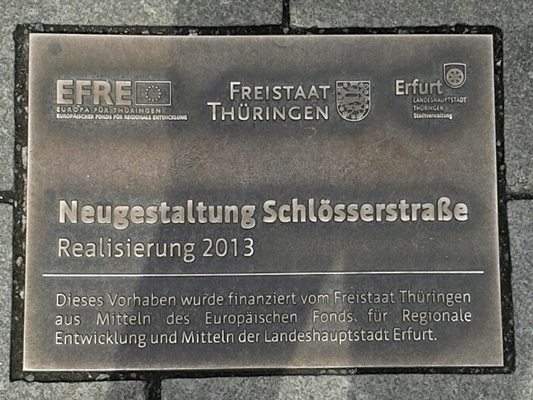 EFRE
EUROPA FÜR THÜRINGEN
EUROPÄISCHER FONDS FÜR REGIONALE ENTWICKLUNG
FREISTAAT
THÜRINGEN
Erfurt
LANDESHAUPTSTADT
THÜRINGEN
Stadtverwaltung
Neugestaltung Schlösserstraße
Realisierung 2013
Dieses Vorhaben wurde finanziert vom Freistaat Thüringen
aus Mitteln des Europäischen Fonds für Regionale
Entwicklung und Mitteln der Landeshauptstadt Erfurt.